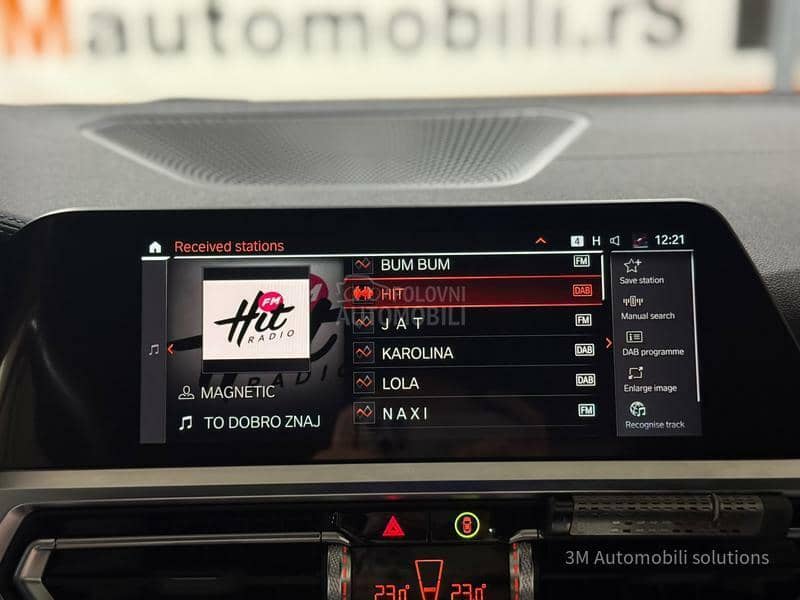 Mautomobili.rs
Received stations
4 H 12:21
BUM BUM FM
HIT DAB
J A T FM
KAROLINA DAB
LOLA DAB
N A X I FM
Hit FM
RADIO
MAGNETIC
TO DOBRO ZNAJ
Save station
Manual search
DAB programme
Enlarge image
Recognise track
POLOVNI
AUTOMOBILI
23.0° 23.0°
3M Automobili solutions